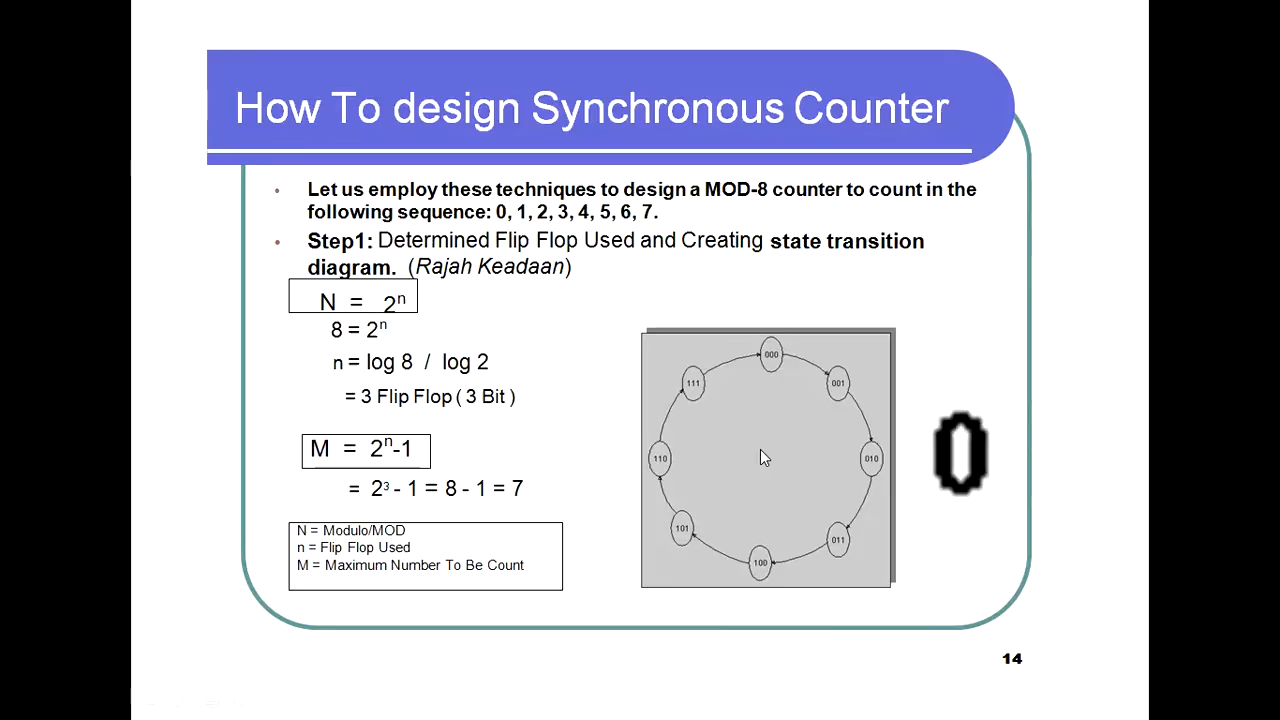 How To design Synchronous Counter
• Let us employ these techniques to design a MOD-8 counter to count in the
following sequence: 0, 1, 2, 3, 4, 5, 6, 7.
• Step1: Determined Flip Flop Used and Creating state transition
diagram. (Rajah Keadaan)
N = 2ⁿ
8 = 2ⁿ
n = log 8 / log 2
= 3 Flip Flop ( 3 Bit )
M = 2ⁿ-1
= 2³ - 1 = 8 - 1 = 7
N = Modulo/MOD
n = Flip Flop Used
M = Maximum Number To Be Count
000
001
010
011
100
101
110
111
0
14